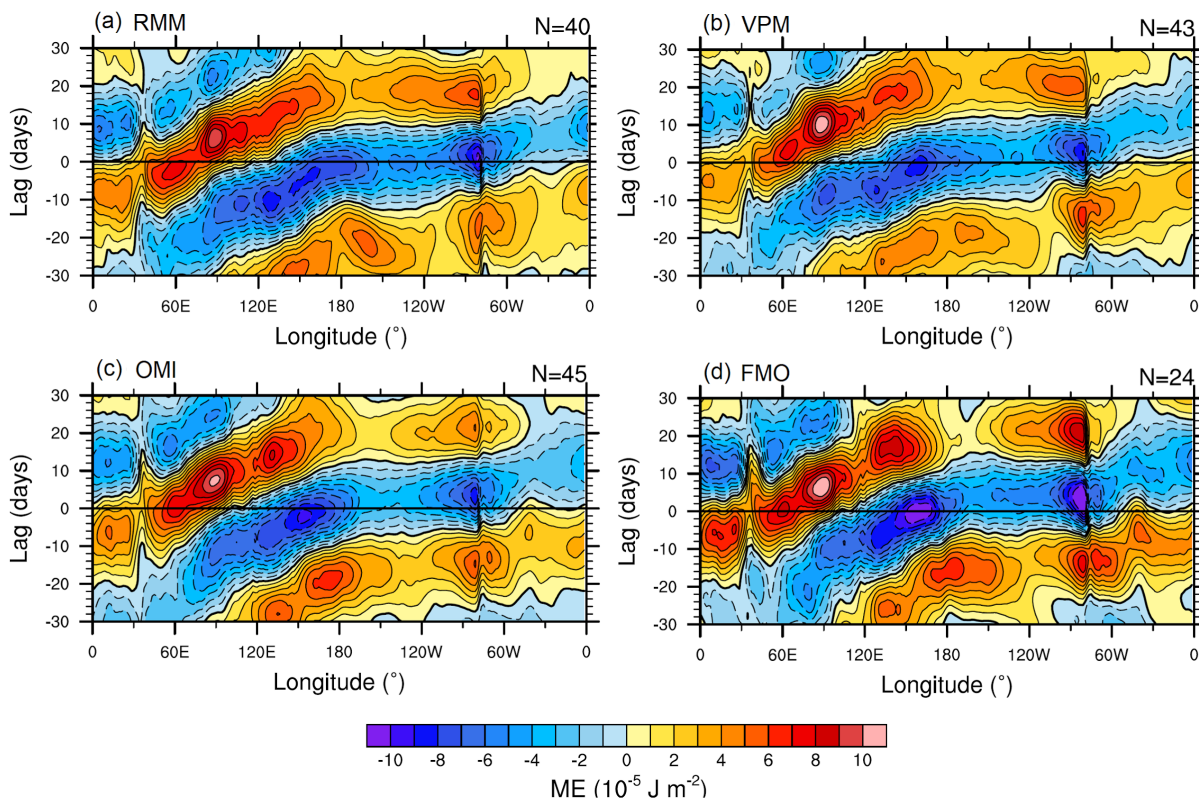 (a) RMM N=40
30
20
10
0
-10
-20
-30
Lag (days)
0 60E 120E 180 120W 60W 0
Longitude (°)
(b) VPM N=43
30
20
10
0
-10
-20
-30
Lag (days)
0 60E 120E 180 120W 60W 0
Longitude (°)
(c) OMI N=45
30
20
10
0
-10
-20
-30
Lag (days)
0 60E 120E 180 120W 60W 0
Longitude (°)
(d) FMO N=24
30
20
10
0
-10
-20
-30
Lag (days)
0 60E 120E 180 120W 60W 0
Longitude (°)
-10 -8 -6 -4 -2 0 2 4 6 8 10
ME (10⁻⁵ J m⁻²)